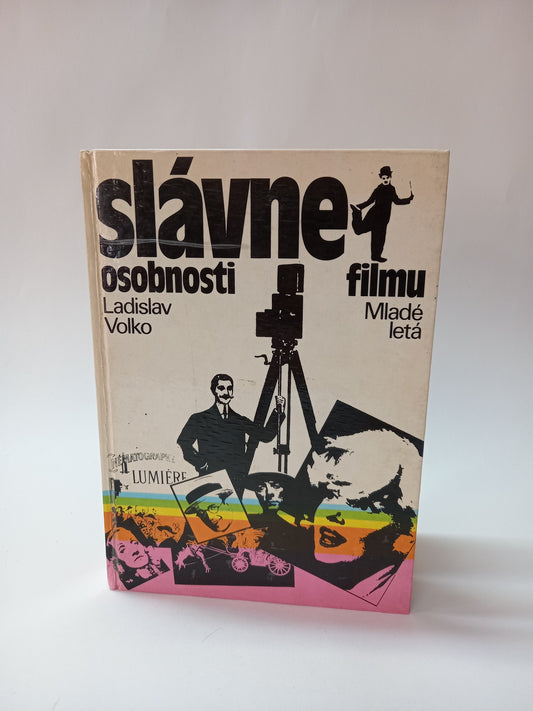 slávne
osobnosti filmu
Ladislav
Volko
Mladé
letá
LUMIÈRE